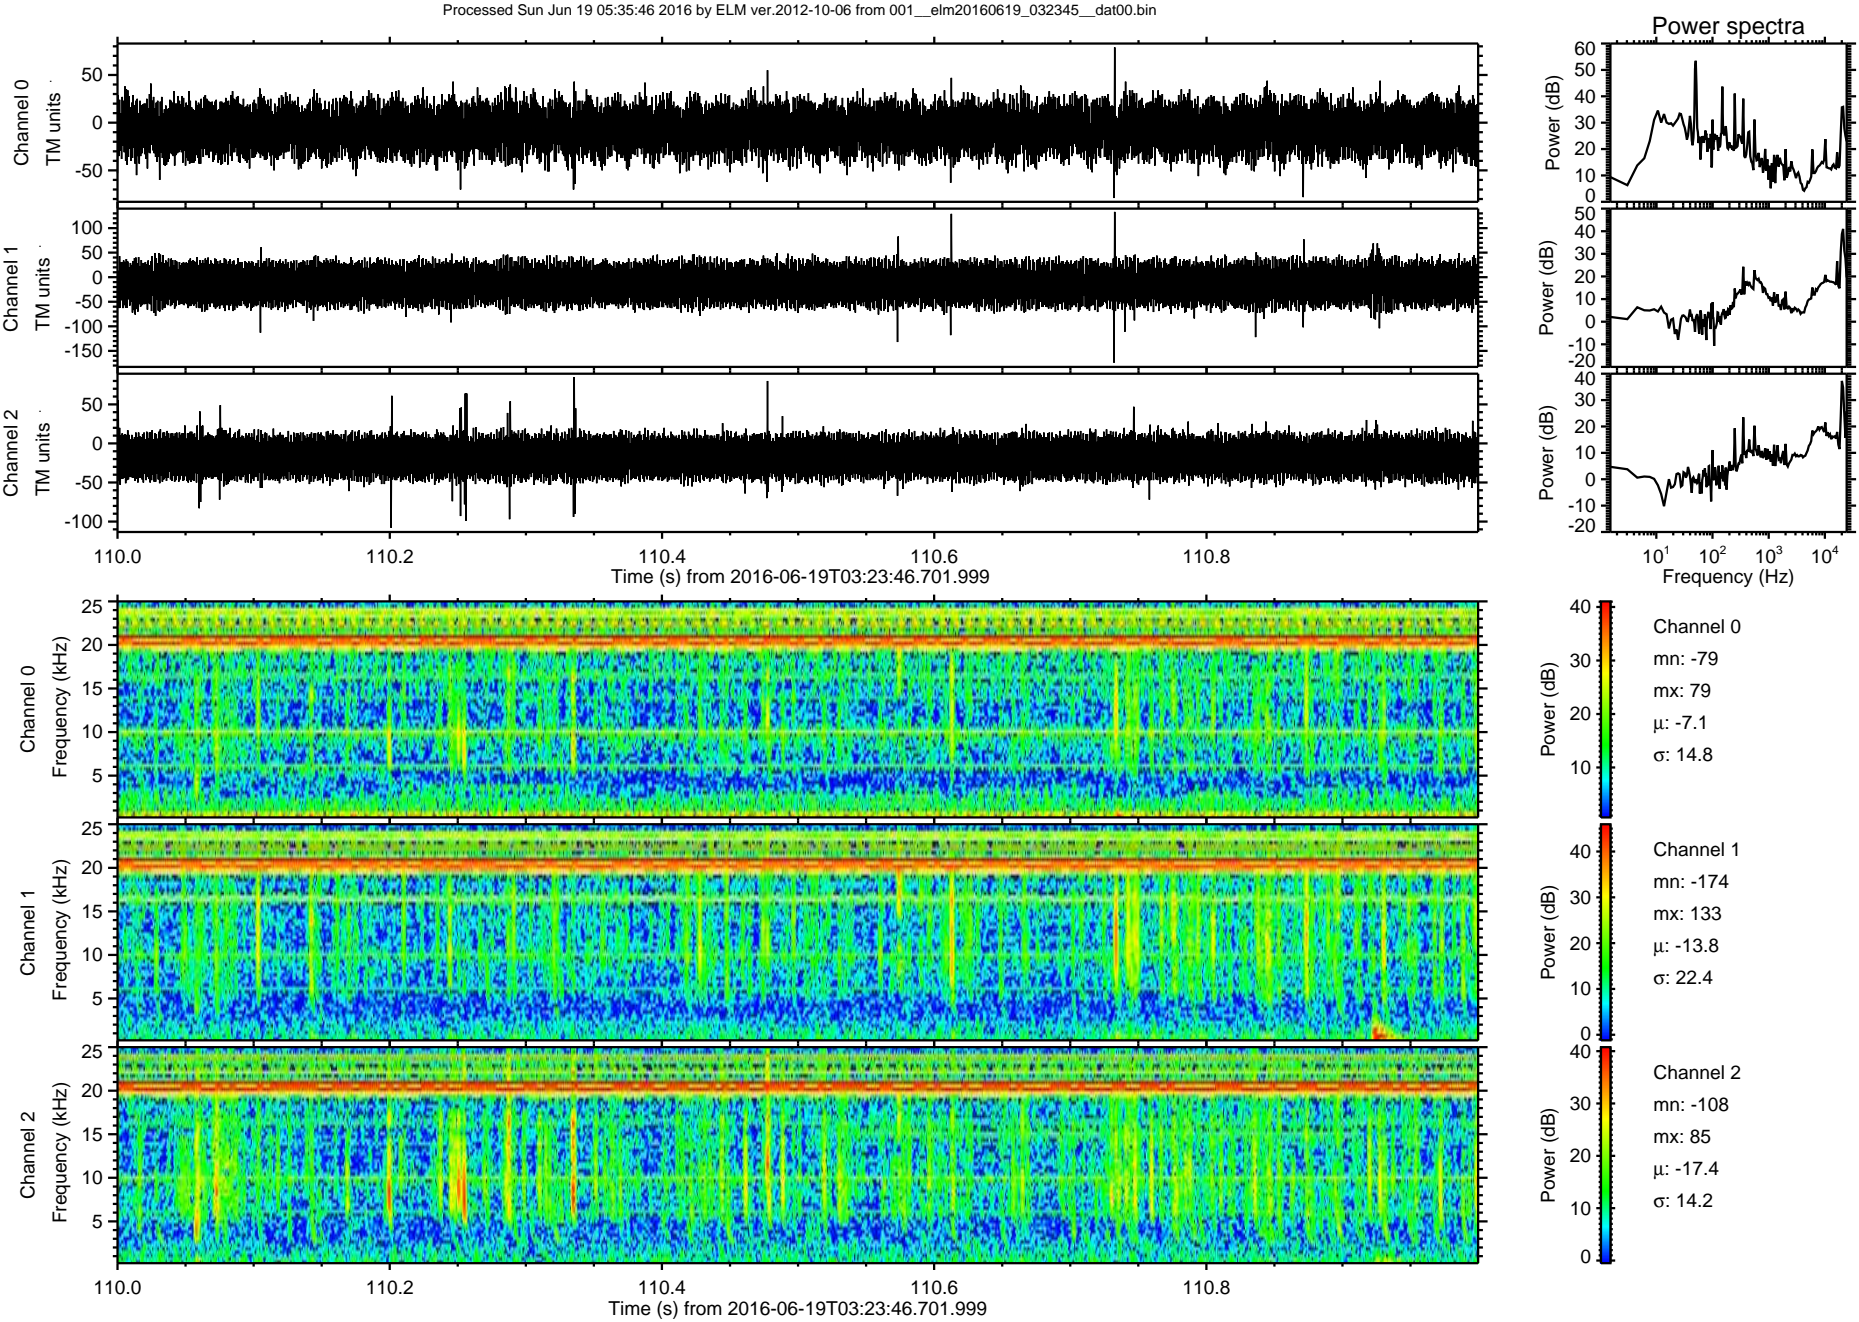 Processed Sun Jun 19 05:35:46 2016 by ELM ver.2012-10-06 from 001__elm20160619_032345__dat00.bin
Power spectra
Channel 0
TM units
50
0
-50
Power (dB)
60
50
40
30
20
10
0
Channel 1
TM units
100
50
0
-50
-100
-150
Power (dB)
50
40
30
20
10
0
-10
-20
Channel 2
TM units
50
0
-50
-100
Power (dB)
40
30
20
10
0
-10
-20
110.0 110.2 110.4 110.6 110.8
Time (s) from 2016-06-19T03:23:46.701.999
10¹ 10² 10³ 10⁴
Frequency (Hz)
Channel 0
Frequency (kHz)
25
20
15
10
5
Power (dB)
40
30
20
10
Channel 0
mn: -79
mx: 79
μ: -7.1
σ: 14.8
Channel 1
Frequency (kHz)
25
20
15
10
5
Power (dB)
40
30
20
10
0
Channel 1
mn: -174
mx: 133
μ: -13.8
σ: 22.4
Channel 2
Frequency (kHz)
25
20
15
10
5
Power (dB)
40
30
20
10
0
Channel 2
mn: -108
mx: 85
μ: -17.4
σ: 14.2
110.0 110.2 110.4 110.6 110.8
Time (s) from 2016-06-19T03:23:46.701.999